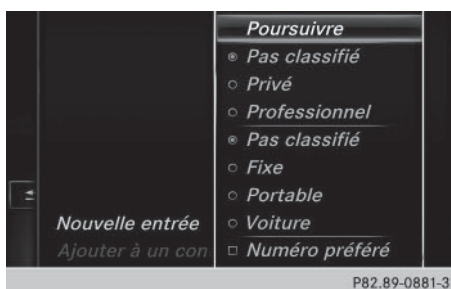 Poursuivre
Pas classifié
Privé
Professionnel
Pas classifié
Fixe
Portable
Voiture
Numéro préféré
Nouvelle entrée
Ajouter à un con
P82.89-0881-31